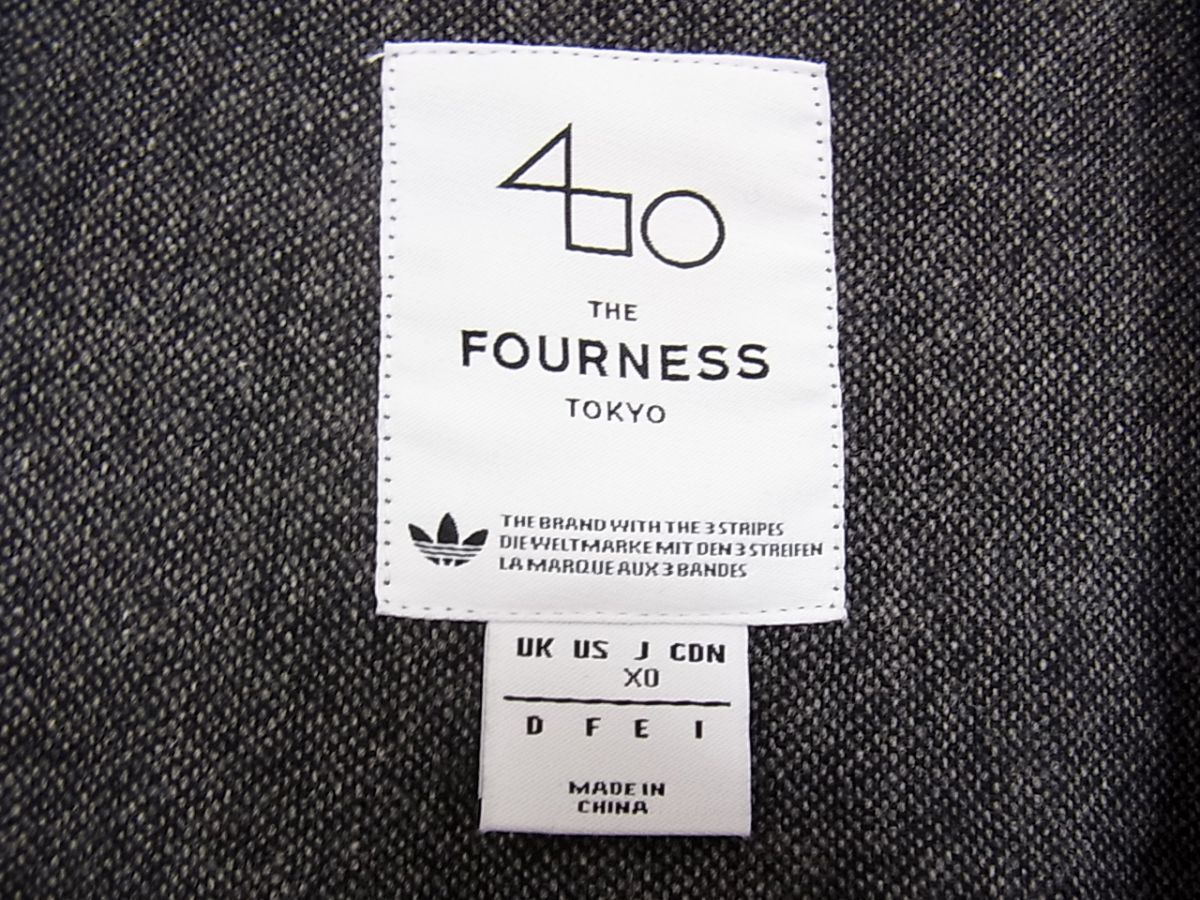 40
THE
FOURNESS
TOKYO
THE BRAND WITH THE 3 STRIPES
DIE WELTMARKE MIT DEN 3 STREIFEN
LA MARQUE AUX 3 BANDES
UK US J CDN
XO
D F E I
MADE IN
CHINA